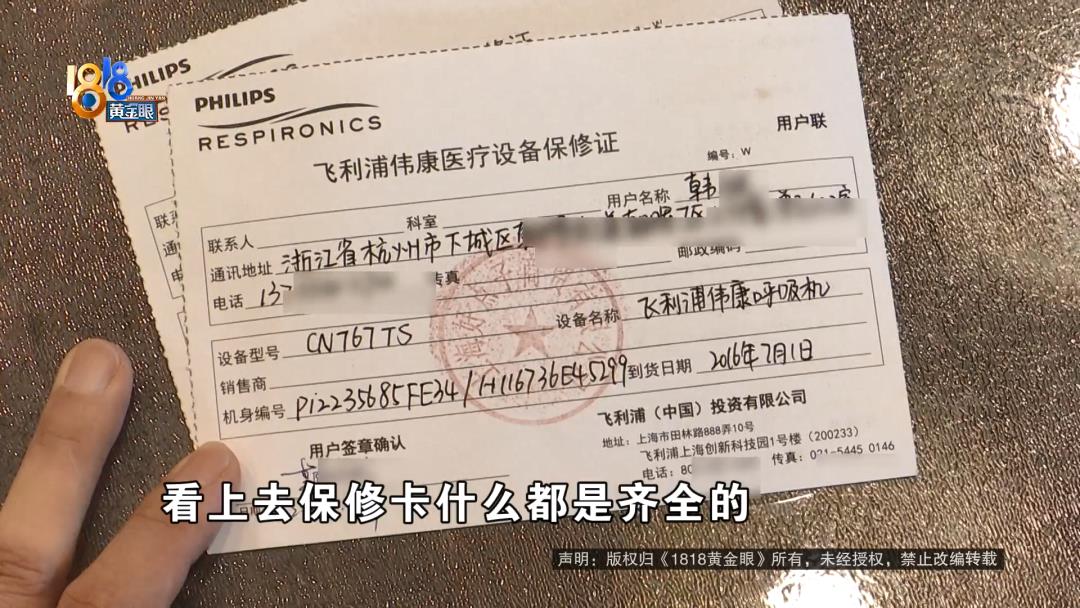 1818
黄金眼
PHILIPS
RESPIRONICS
飞利浦伟康医疗设备保修证
用户联
编号：W
联系人
科室
用户名称 韩
通讯地址 浙江省杭州市下城区
电话 13
传真
邮政编码
设备型号 CN767TS
设备名称 飞利浦伟康呼吸机
销售商
机身编号 P12235685FE34/H116736E45299
到货日期 2016年7月1日
用户签章确认
飞利浦（中国）投资有限公司
地址：上海市田林路888弄10号
飞利浦上海创新科技园1号楼（200233）
电话：80
传真：021-5445 0146
看上去保修卡什么都是齐全的
声明：版权归《1818黄金眼》所有，未经授权，禁止改编转载